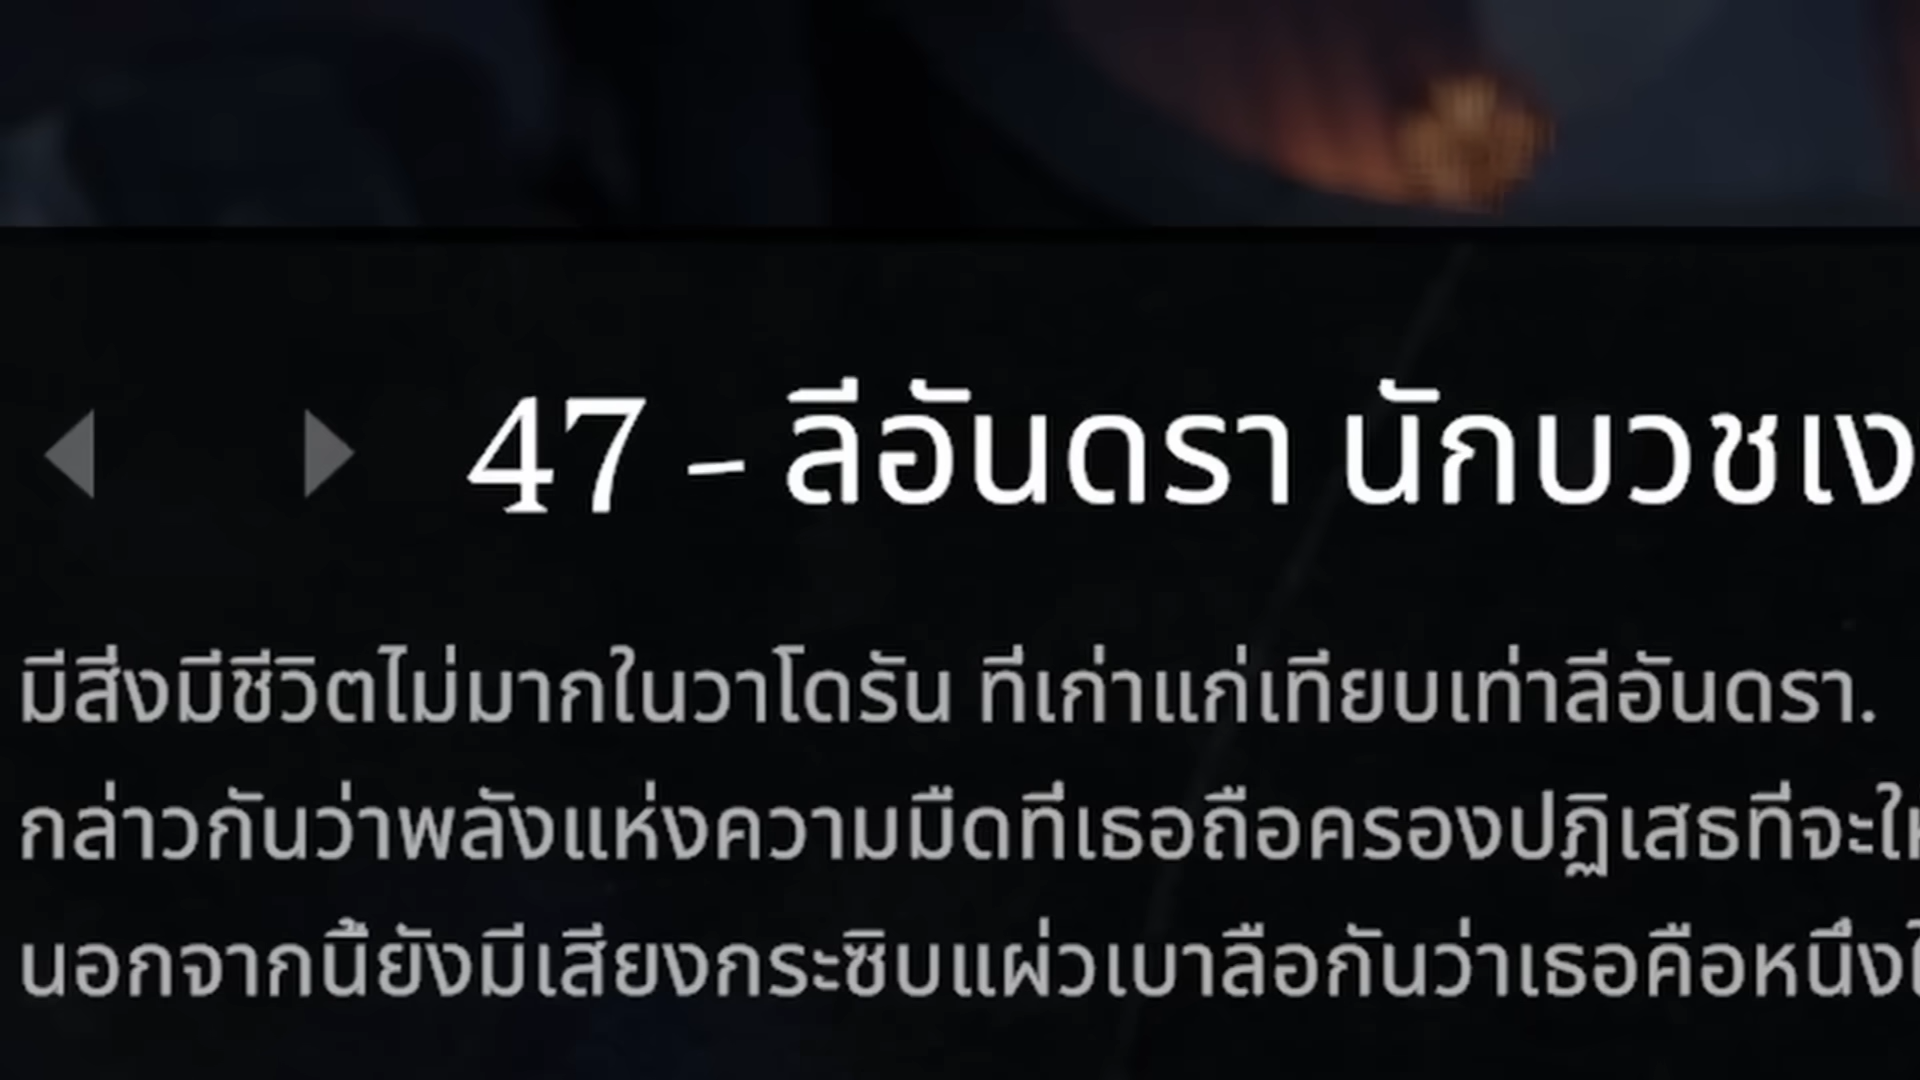 47 – ลีอันดรา นักบวชเง
มีสี่งมีชีวิตไม่มากในวาโดรัน ที่เก่าแก่เทียบเท่าลีอันดรา.
กล่าวกันว่าพลังแห่งความมืดที่เธอถือครองปฏิเสธที่จะให
นอกจากนี้ยังมีเสียงกระซิบแผ่วเบาลือกันว่าเธอคือหนึ่ง